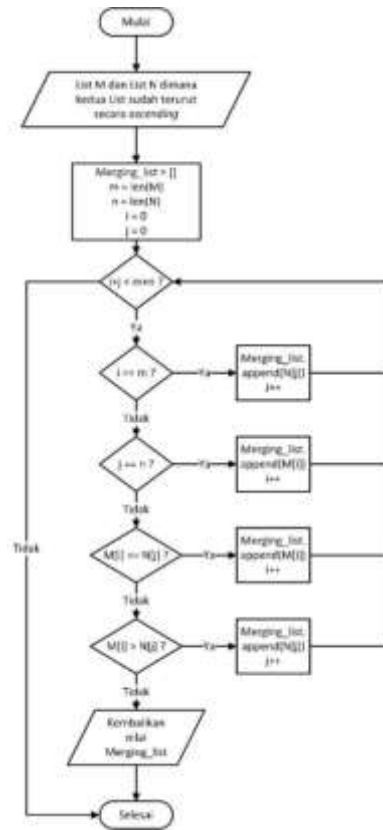 Mulai
List M dan List N dimana
kedua List sudah terurut
secara ascending
Merging_list = []
m = len(M)
n = len(N)
i = 0
j = 0
i+j < m+n ?
Ya
i == m ?
Ya
Merging_list.
append(N[j])
j++
Tidak
j == n ?
Ya
Merging_list.
append(M[i])
i++
Tidak
Tidak
M[i] <= N[j] ?
Ya
Merging_list.
append(M[i])
i++
Tidak
M[i] > N[j] ?
Ya
Merging_list.
append(N[j])
j++
Tidak
Kembalikan
nilai
Merging_list
Selesai